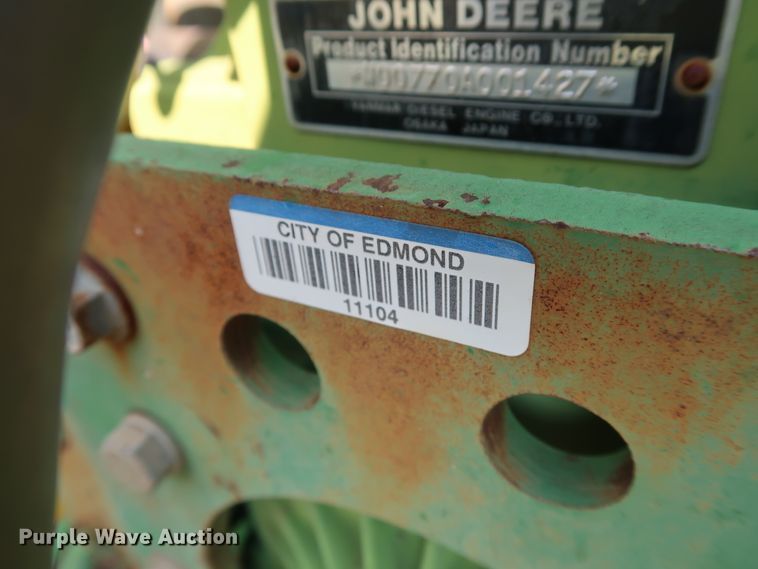 JOHN DEERE
Product Identification Number
*M00770A001427*
YANMAR DIESEL ENGINE CO., LTD.
OSAKA JAPAN
CITY OF EDMOND
11104
Purple Wave Auction